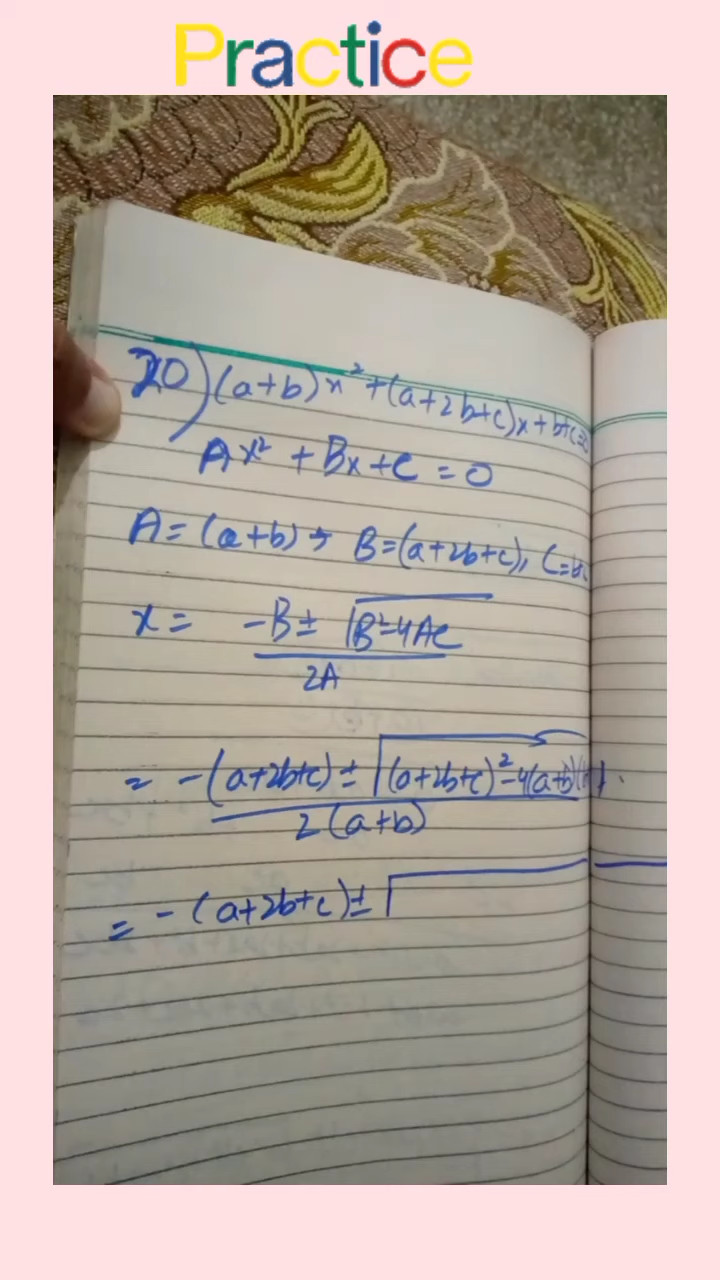 Practice
20) (a+b)x²+(a+2b+c)x+b+c=0
Ax²+Bx+C=0
A=(a+b), B=(a+2b+c), C=b
x= -B±√B²-4AC
2A
= -(a+2b+c)±√(a+2b+c)²-4(a+b)(
2(a+b)
= -(a+2b+c)±√